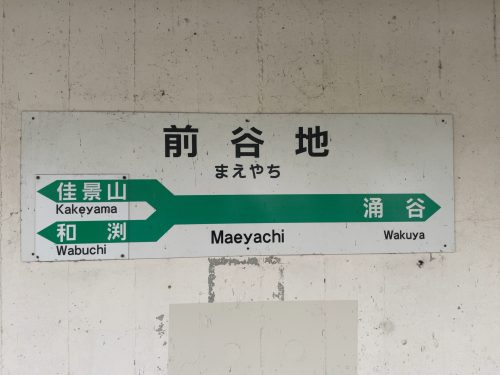 前谷地
まえやち
佳景山
Kakeyama
和渕
Wabuchi
Maeyachi
涌谷
Wakuya